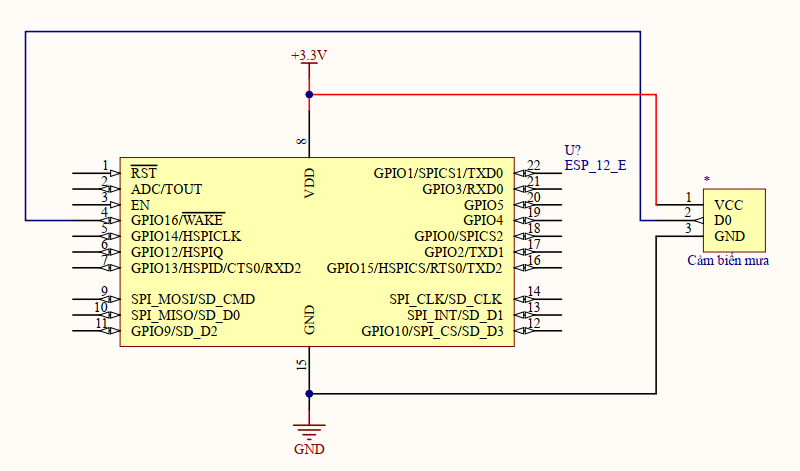 +3.3V
8
VDD
U?
ESP_12_E
1 RST
2 ADC/TOUT
3 EN
4 GPIO16/WAKE
5 GPIO14/HSPICLK
6 GPIO12/HSPIQ
7 GPIO13/HSPID/CTS0/RXD2
9 SPI_MOSI/SD_CMD
10 SPI_MISO/SD_D0
11 GPIO9/SD_D2
GPIO1/SPICS1/TXD0 22
GPIO3/RXD0 21
GPIO5 20
GPIO4 19
GPIO0/SPICS2 18
GPIO2/TXD1 17
GPIO15/HSPICS/RTS0/TXD2 16
SPI_CLK/SD_CLK 14
SPI_INT/SD_D1 13
GPIO10/SPI_CS/SD_D3 12
GND
15
GND
*
1 VCC
2 D0
3 GND
Cảm biến mưa